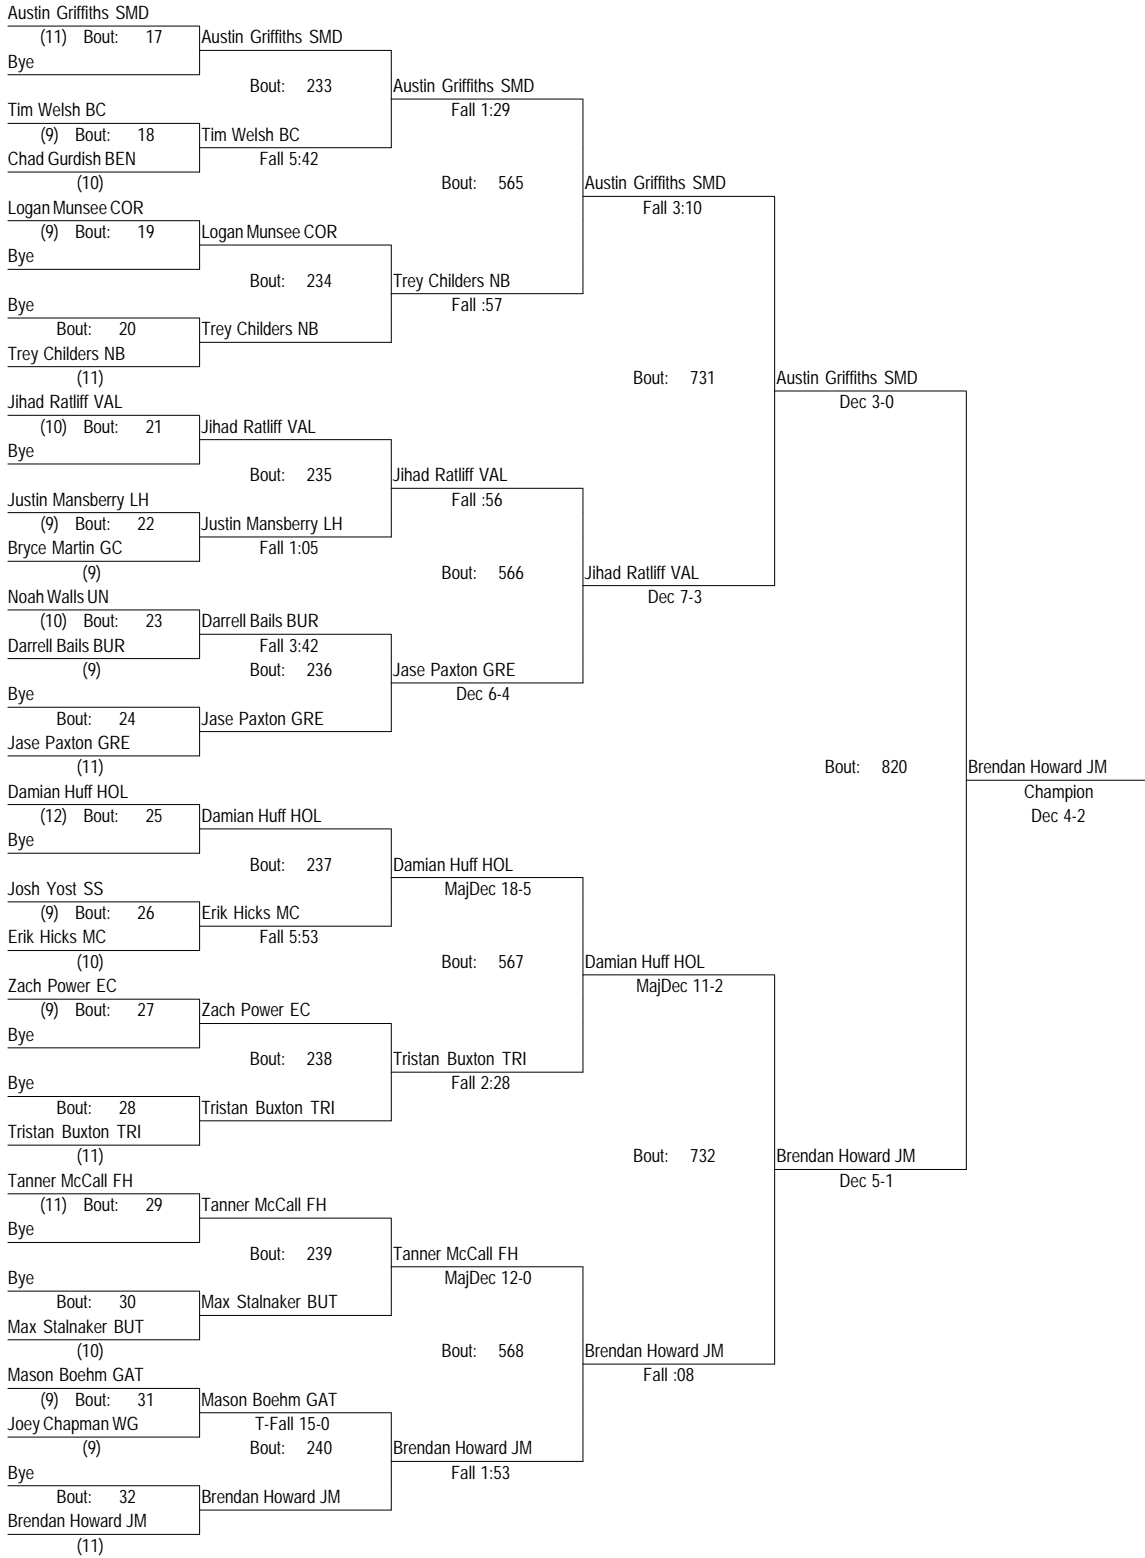 Austin Griffiths SMD
(11) Bout: 17 Austin Griffiths SMD
Bye
Bout: 233 Austin Griffiths SMD
Fall 1:29
Tim Welsh BC
(9) Bout: 18 Tim Welsh BC
Chad Gurdish BEN Fall 5:42
(10) Bout: 565 Austin Griffiths SMD
Logan Munsee COR Fall 3:10
(9) Bout: 19 Logan Munsee COR
Bye
Bout: 234 Trey Childers NB
Bye Fall :57
Bout: 20 Trey Childers NB
Trey Childers NB
(11) Bout: 731 Austin Griffiths SMD
Jihad Ratliff VAL Dec 3-0
(10) Bout: 21 Jihad Ratliff VAL
Bye
Bout: 235 Jihad Ratliff VAL
Justin Mansberry LH Fall :56
(9) Bout: 22 Justin Mansberry LH
Bryce Martin GC Fall 1:05
(9) Bout: 566 Jihad Ratliff VAL
Noah Walls UN Dec 7-3
(10) Bout: 23 Darrell Bails BUR
Darrell Bails BUR Fall 3:42
(9) Bout: 236 Jase Paxton GRE
Bye Dec 6-4
Bout: 24 Jase Paxton GRE
Jase Paxton GRE
(11) Bout: 820 Brendan Howard JM
Damian Huff HOL Champion
(12) Bout: 25 Damian Huff HOL Dec 4-2
Bye
Bout: 237 Damian Huff HOL
Josh Yost SS MajDec 18-5
(9) Bout: 26 Erik Hicks MC
Erik Hicks MC Fall 5:53
(10) Bout: 567 Damian Huff HOL
Zach Power EC MajDec 11-2
(9) Bout: 27 Zach Power EC
Bye
Bout: 238 Tristan Buxton TRI
Bye Fall 2:28
Bout: 28 Tristan Buxton TRI
Tristan Buxton TRI
(11) Bout: 732 Brendan Howard JM
Tanner McCall FH Dec 5-1
(11) Bout: 29 Tanner McCall FH
Bye
Bout: 239 Tanner McCall FH
Bye MajDec 12-0
Bout: 30 Max Stalnaker BUT
Max Stalnaker BUT
(10) Bout: 568 Brendan Howard JM
Mason Boehm GAT Fall :08
(9) Bout: 31 Mason Boehm GAT
Joey Chapman WG T-Fall 15-0
(9) Bout: 240 Brendan Howard JM
Bye Fall 1:53
Bout: 32 Brendan Howard JM
Brendan Howard JM
(11)